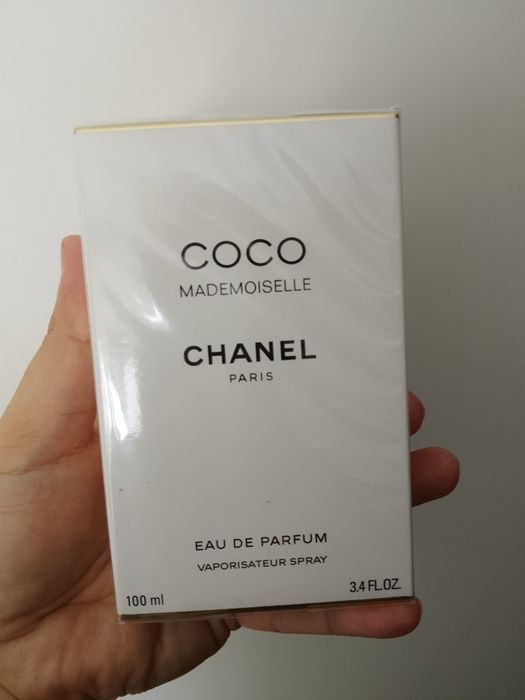 COCO
MADEMOISELLE
CHANEL
PARIS
EAU DE PARFUM
VAPORISATEUR SPRAY
100 ml
3.4 FL.OZ.